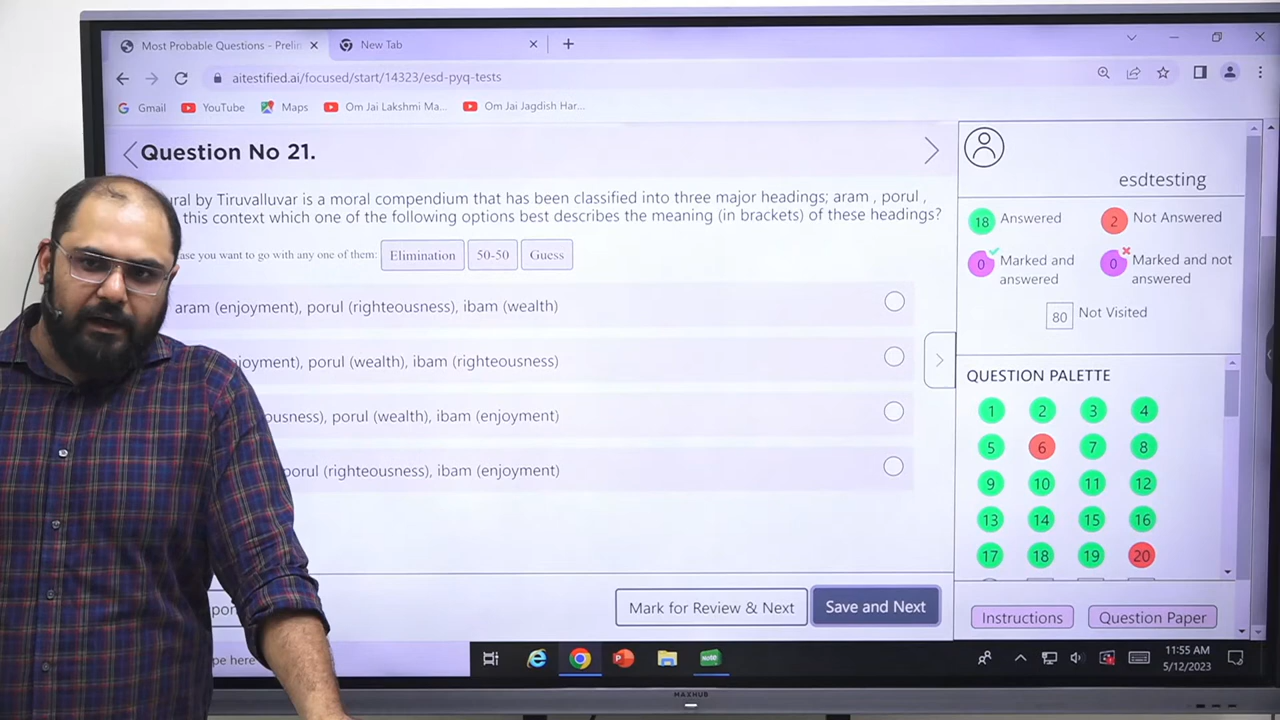 Most Probable Questions - Prelin
New Tab
aitestified.ai/focused/start/14323/esd-pyq-tests
Gmail
YouTube
Maps
Om Jai Lakshmi Ma...
Om Jai Jagdish Har...
Question No 21.
by Tiruvalluvar is a moral compendium that has been classified into three major headings; aram , porul ,
this context which one of the following options best describes the meaning (in brackets) of these headings?
you want to go with any one of them:
Elimination
50-50
Guess
aram (enjoyment), porul (righteousness), ibam (wealth)
porul (wealth), ibam (righteousness)
porul (wealth), ibam (enjoyment)
porul (righteousness), ibam (enjoyment)
Mark for Review & Next
Save and Next
esdtesting
18 Answered
2 Not Answered
0 Marked and
answered
0 Marked and not
answered
80 Not Visited
QUESTION PALETTE
1 2 3 4
5 6 7 8
9 10 11 12
13 14 15 16
17 18 19 20
Instructions
Question Paper
here
11:55 AM
5/12/2023
MAXHUB